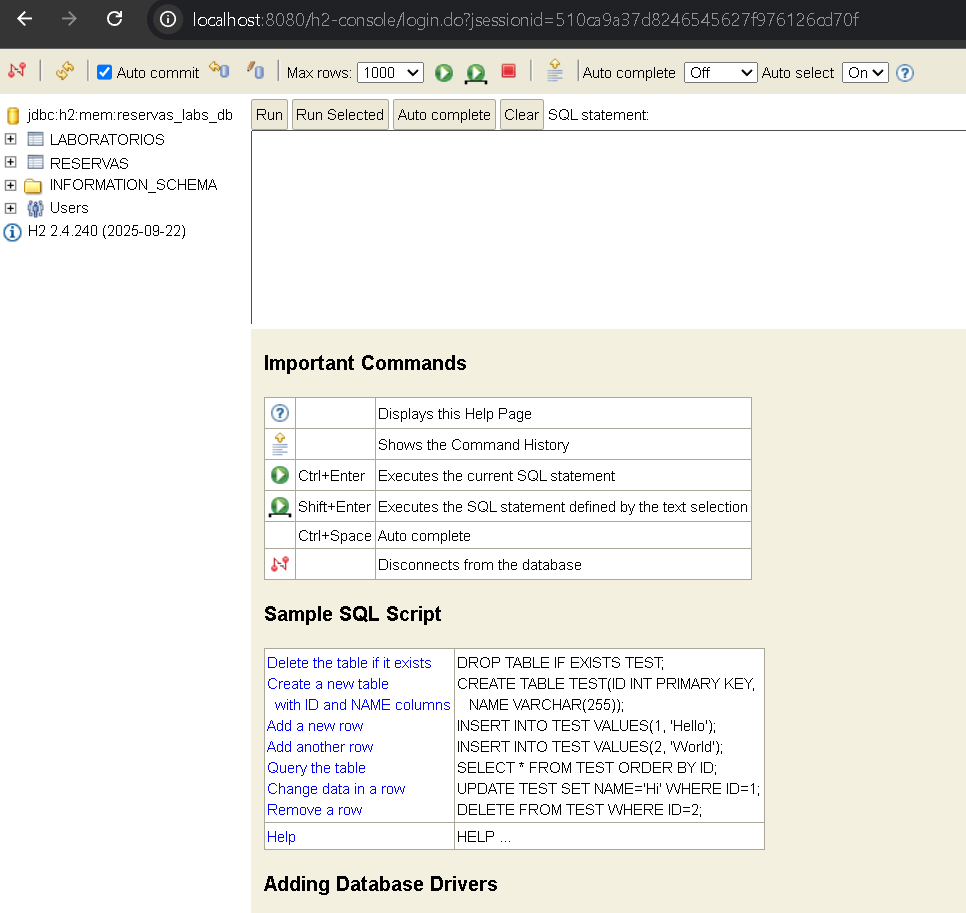 localhost:8080/h2-console/login.do?jsessionid=510ca9a37d8246545627f976126cd70f
Auto commit Max rows: 1000 Auto complete Off Auto select On
jdbc:h2:mem:reservas_labs_db
LABORATORIOS
RESERVAS
INFORMATION_SCHEMA
Users
H2 2.4.240 (2025-09-22)
Run Run Selected Auto complete Clear SQL statement:
Important Commands
Displays this Help Page
Shows the Command History
Ctrl+Enter Executes the current SQL statement
Shift+Enter Executes the SQL statement defined by the text selection
Ctrl+Space Auto complete
Disconnects from the database
Sample SQL Script
Delete the table if it exists DROP TABLE IF EXISTS TEST;
Create a new table CREATE TABLE TEST(ID INT PRIMARY KEY,
with ID and NAME columns NAME VARCHAR(255));
Add a new row INSERT INTO TEST VALUES(1, 'Hello');
Add another row INSERT INTO TEST VALUES(2, 'World');
Query the table SELECT * FROM TEST ORDER BY ID;
Change data in a row UPDATE TEST SET NAME='Hi' WHERE ID=1;
Remove a row DELETE FROM TEST WHERE ID=2;
Help HELP ...
Adding Database Drivers